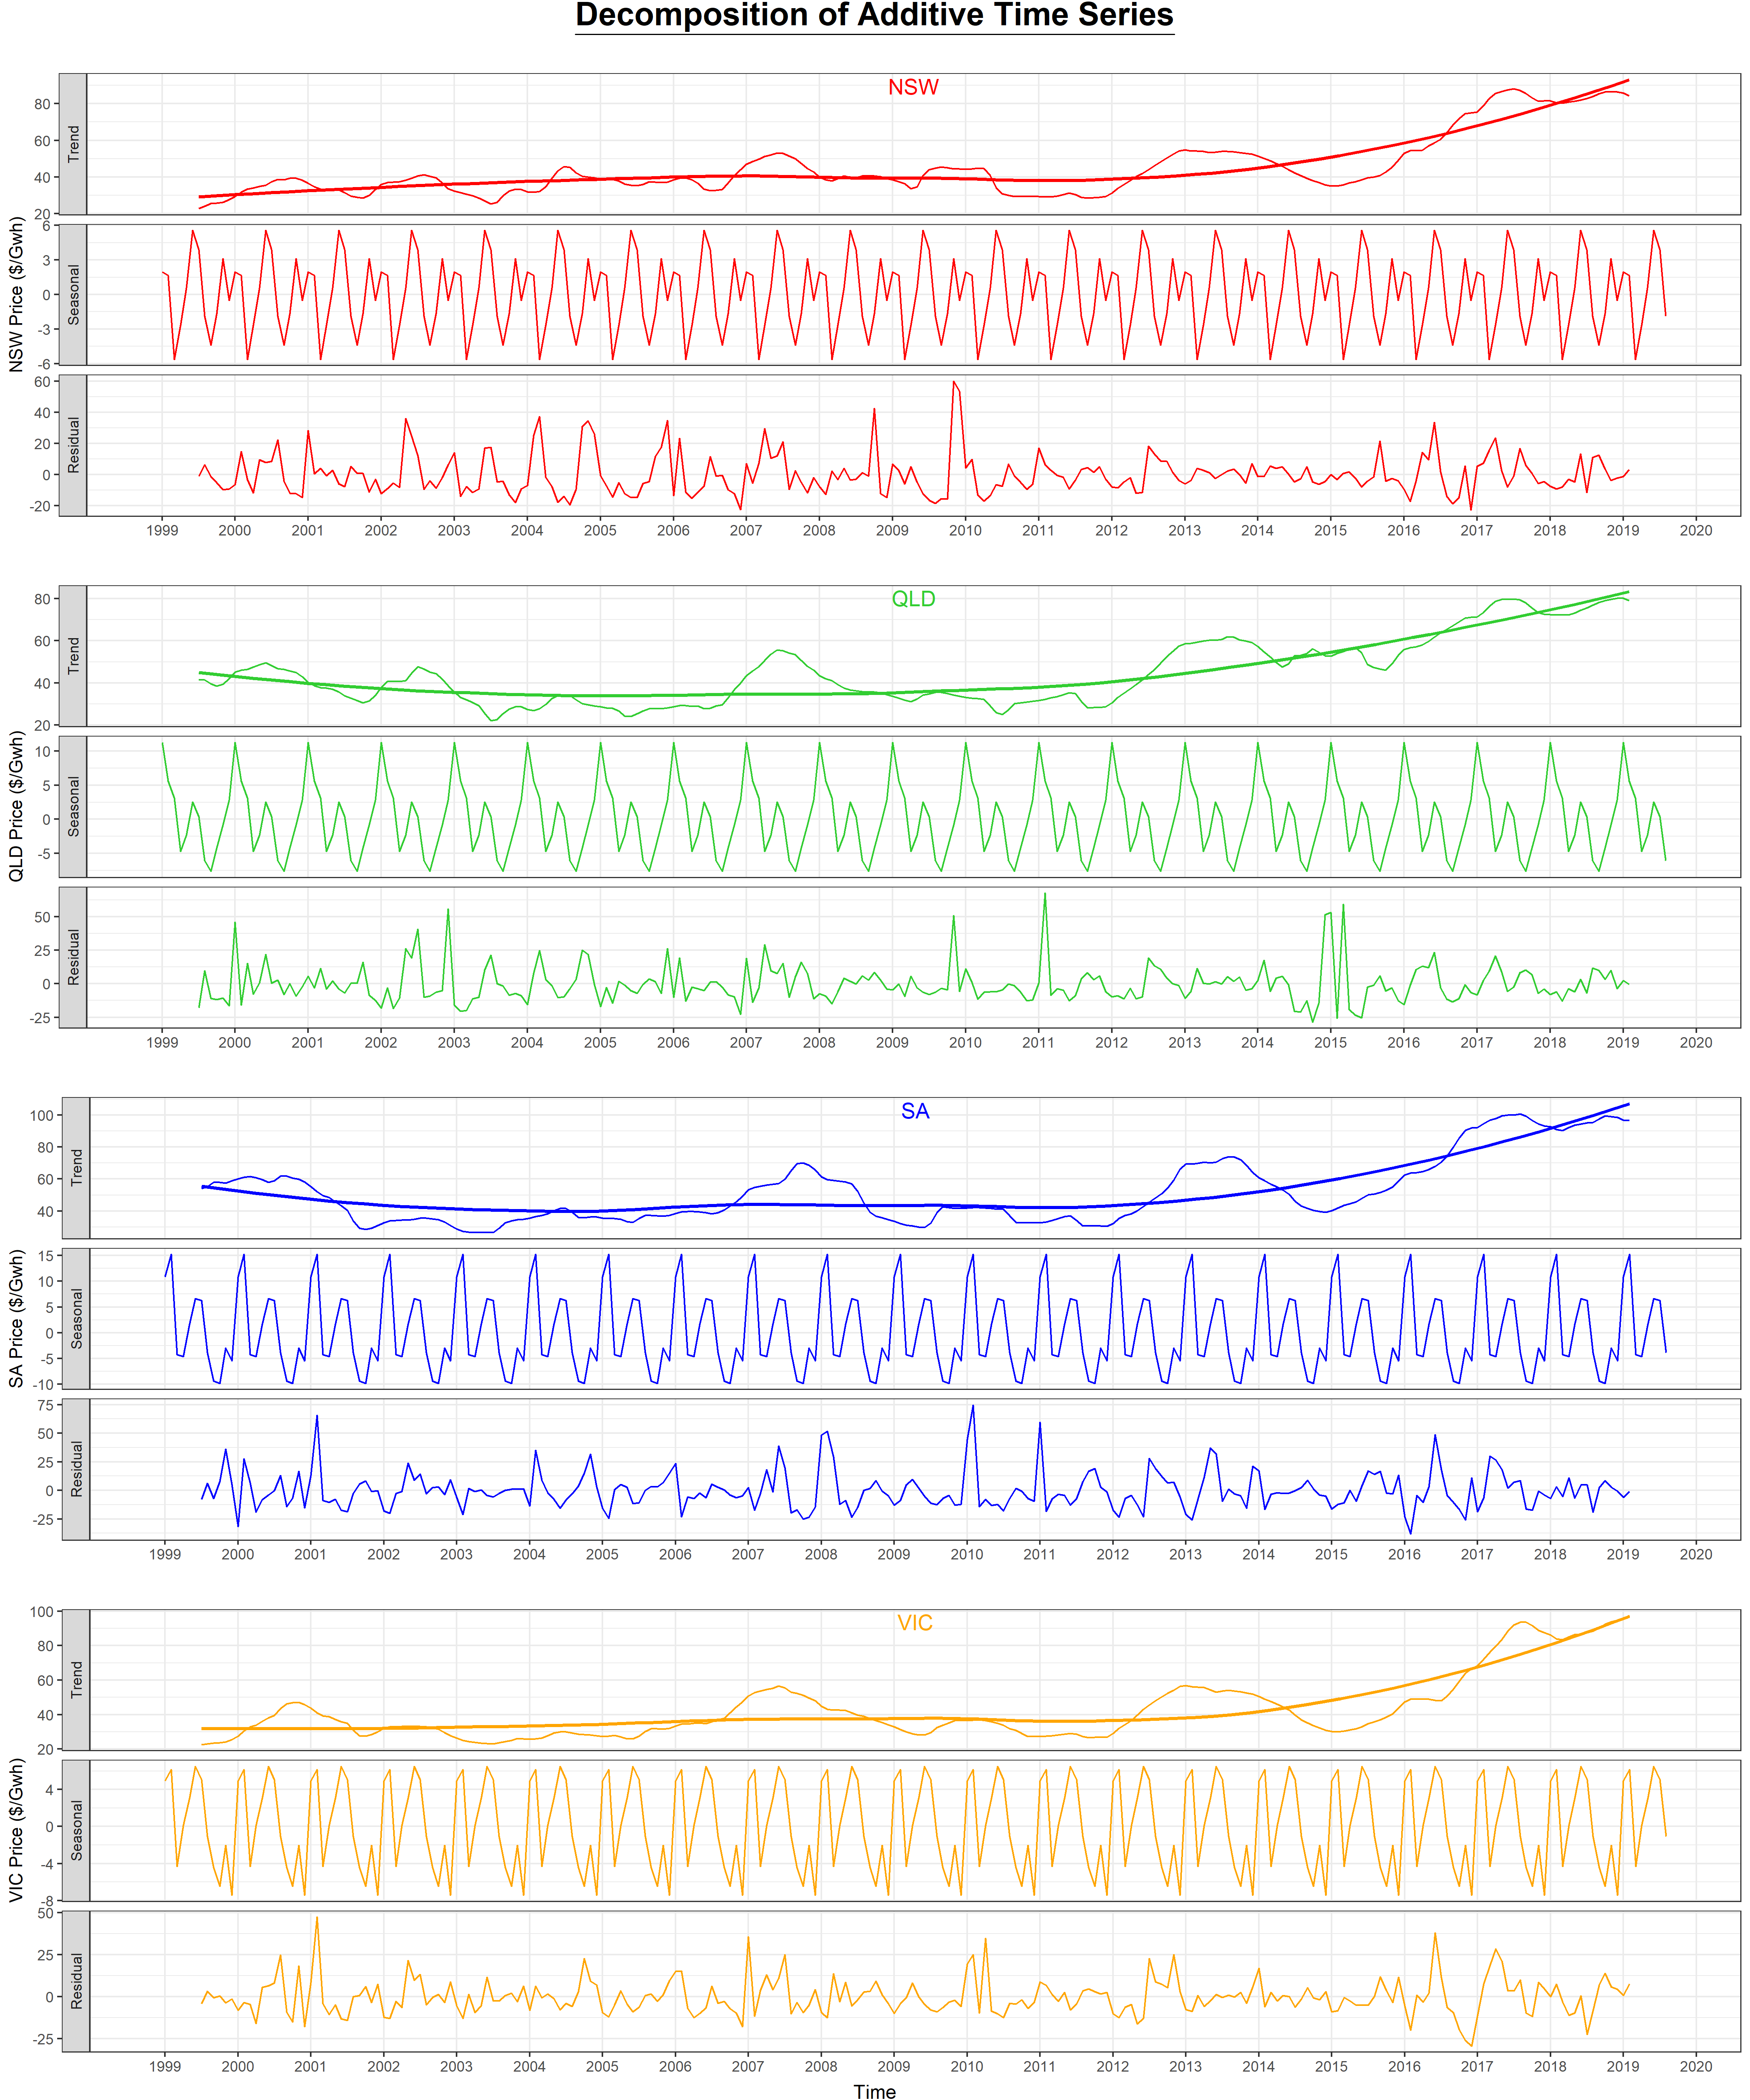 Decomposition of Additive Time Series
NSW
NSW Price ($/Gwh)
Trend
80
60
40
20
Seasonal
6
3
0
-3
-6
Residual
60
40
20
0
-20
1999 2000 2001 2002 2003 2004 2005 2006 2007 2008 2009 2010 2011 2012 2013 2014 2015 2016 2017 2018 2019 2020
QLD
QLD Price ($/Gwh)
Trend
80
60
40
20
Seasonal
10
5
0
-5
Residual
50
25
0
-25
1999 2000 2001 2002 2003 2004 2005 2006 2007 2008 2009 2010 2011 2012 2013 2014 2015 2016 2017 2018 2019 2020
SA
SA Price ($/Gwh)
Trend
100
80
60
40
Seasonal
15
10
5
0
-5
-10
Residual
75
50
25
0
-25
1999 2000 2001 2002 2003 2004 2005 2006 2007 2008 2009 2010 2011 2012 2013 2014 2015 2016 2017 2018 2019 2020
VIC
VIC Price ($/Gwh)
Trend
100
80
60
40
20
Seasonal
4
0
-4
-8
Residual
50
25
0
-25
1999 2000 2001 2002 2003 2004 2005 2006 2007 2008 2009 2010 2011 2012 2013 2014 2015 2016 2017 2018 2019 2020
Time